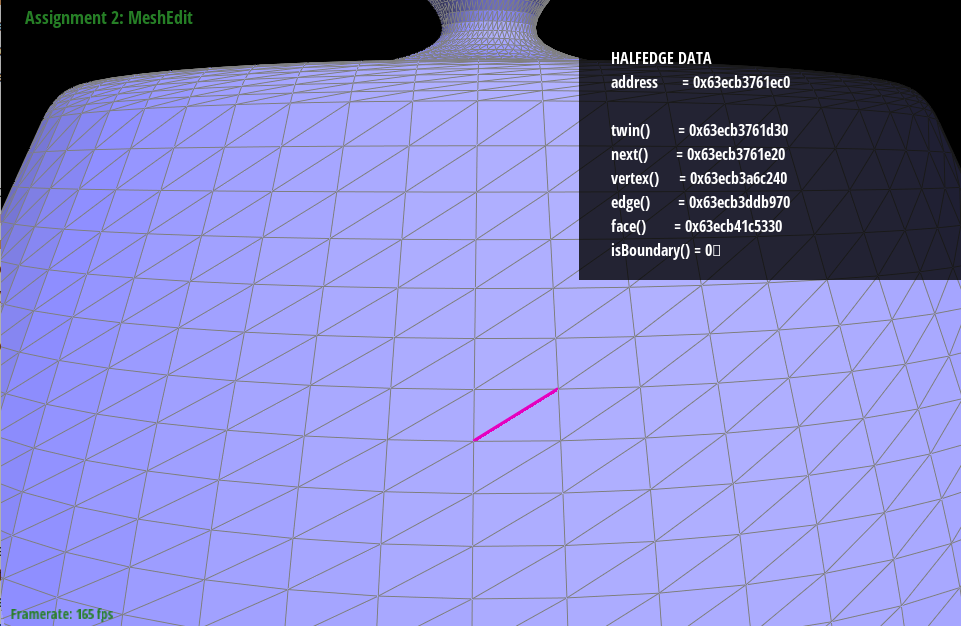 Assignment 2: MeshEdit
HALFEDGE DATA
address = 0x63ecb3761ec0
twin() = 0x63ecb3761d30
next() = 0x63ecb3761e20
vertex() = 0x63ecb3a6c240
edge() = 0x63ecb3ddb970
face() = 0x63ecb41c5330
isBoundary() = 0
Framerate: 165 fps